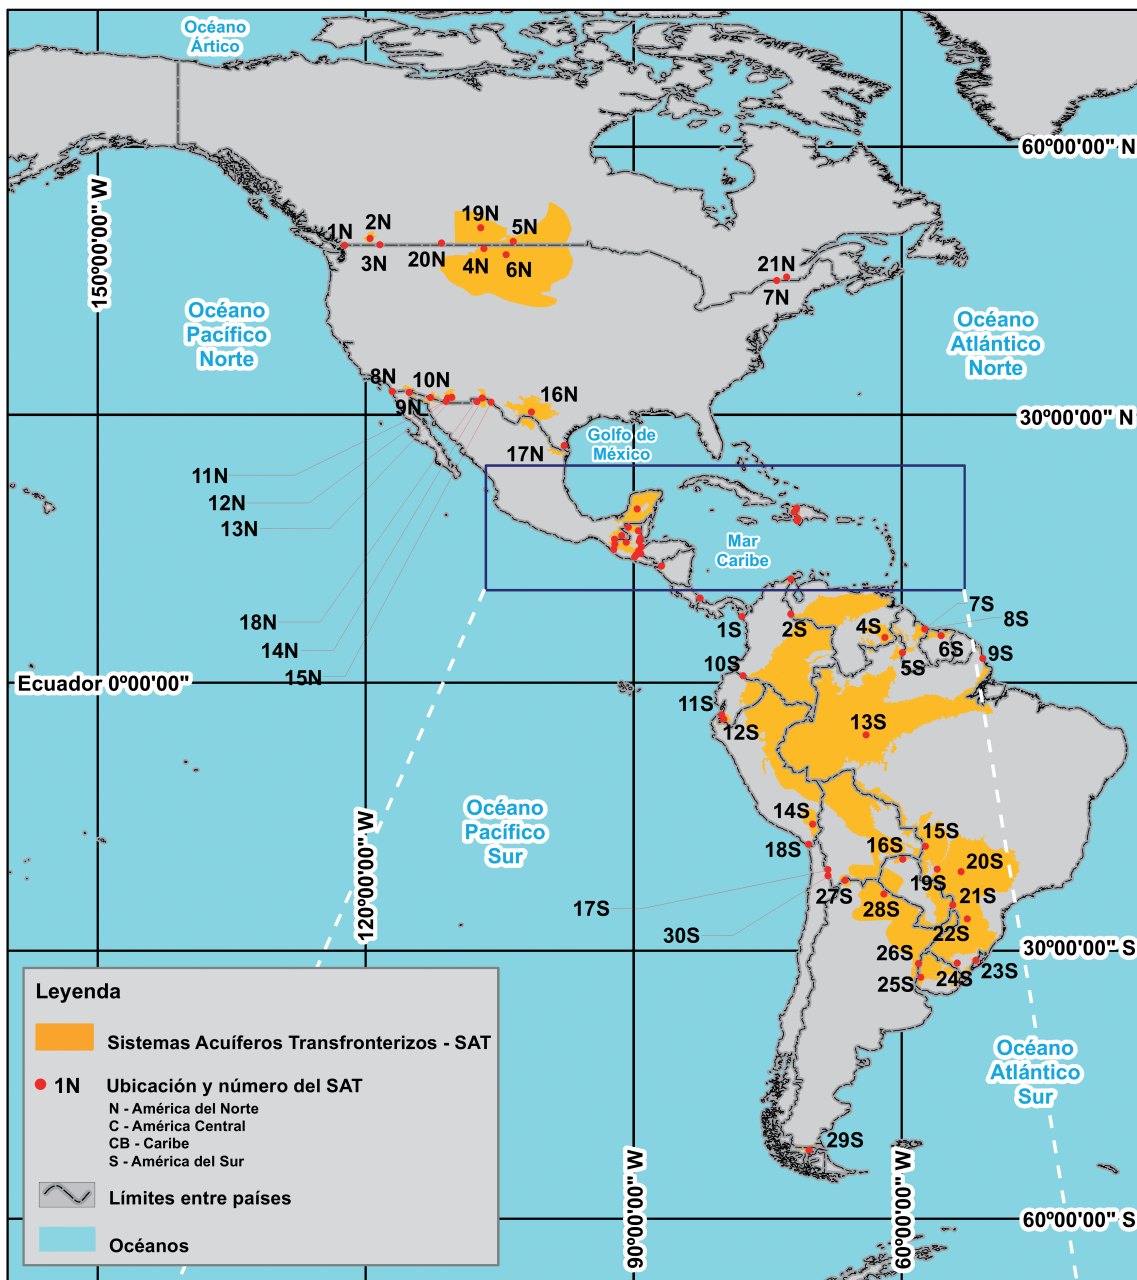 Océano
Ártico
60º00'00" N
150º00'00" W
1N
2N
3N
19N
5N
20N
4N
6N
21N
7N
Océano
Pacífico
Norte
Océano
Atlántico
Norte
8N
10N
9N
16N
30º00'00" N
Golfo de
México
17N
11N
12N
13N
Mar
Caribe
18N
14N
15N
7S
8S
1S
2S
4S
6S
5S
9S
10S
Ecuador 0º00'00"
11S
12S
13S
Océano
Pacífico
Sur
120º00'00" W
14S
18S
15S
16S
20S
19S
17S
27S
28S
21S
22S
30S
26S
30º00'00" S
23S
25S
24S
Océano
Atlántico
Sur
29S
90º00'00" W
60º00'00" W
60º00'00" S
Leyenda
Sistemas Acuíferos Transfronterizos - SAT
1N Ubicación y número del SAT
N - América del Norte
C - América Central
CB - Caribe
S - América del Sur
Límites entre países
Océanos